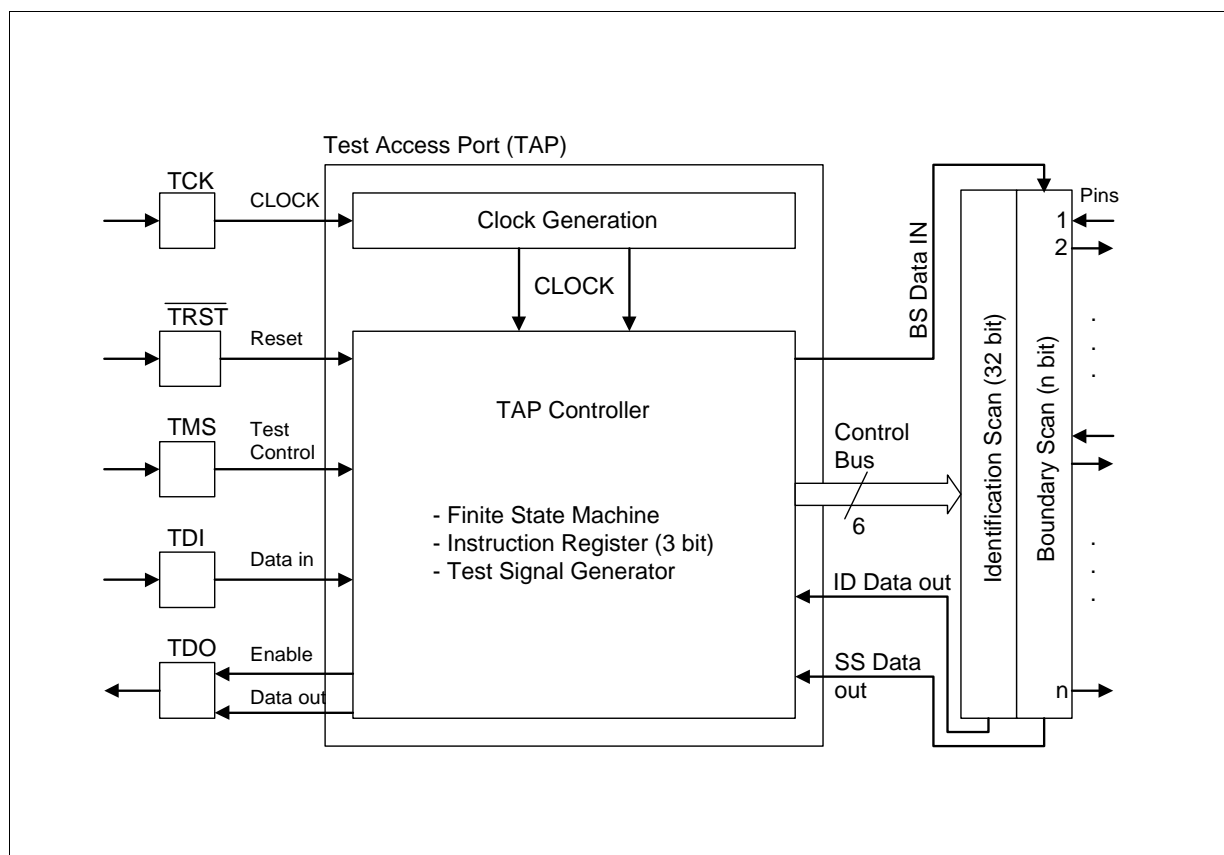 Test Access Port (TAP)
TCK
CLOCK
Clock Generation
CLOCK
TRST
Reset
TMS
Test
Control
TDI
Data in
TDO
Enable
Data out
TAP Controller
- Finite State Machine
- Instruction Register (3 bit)
- Test Signal Generator
BS Data IN
Control
Bus
6
ID Data out
SS Data
out
Identification Scan (32 bit)
Boundary Scan (n bit)
Pins
1
2
.
.
.
.
.
.
n